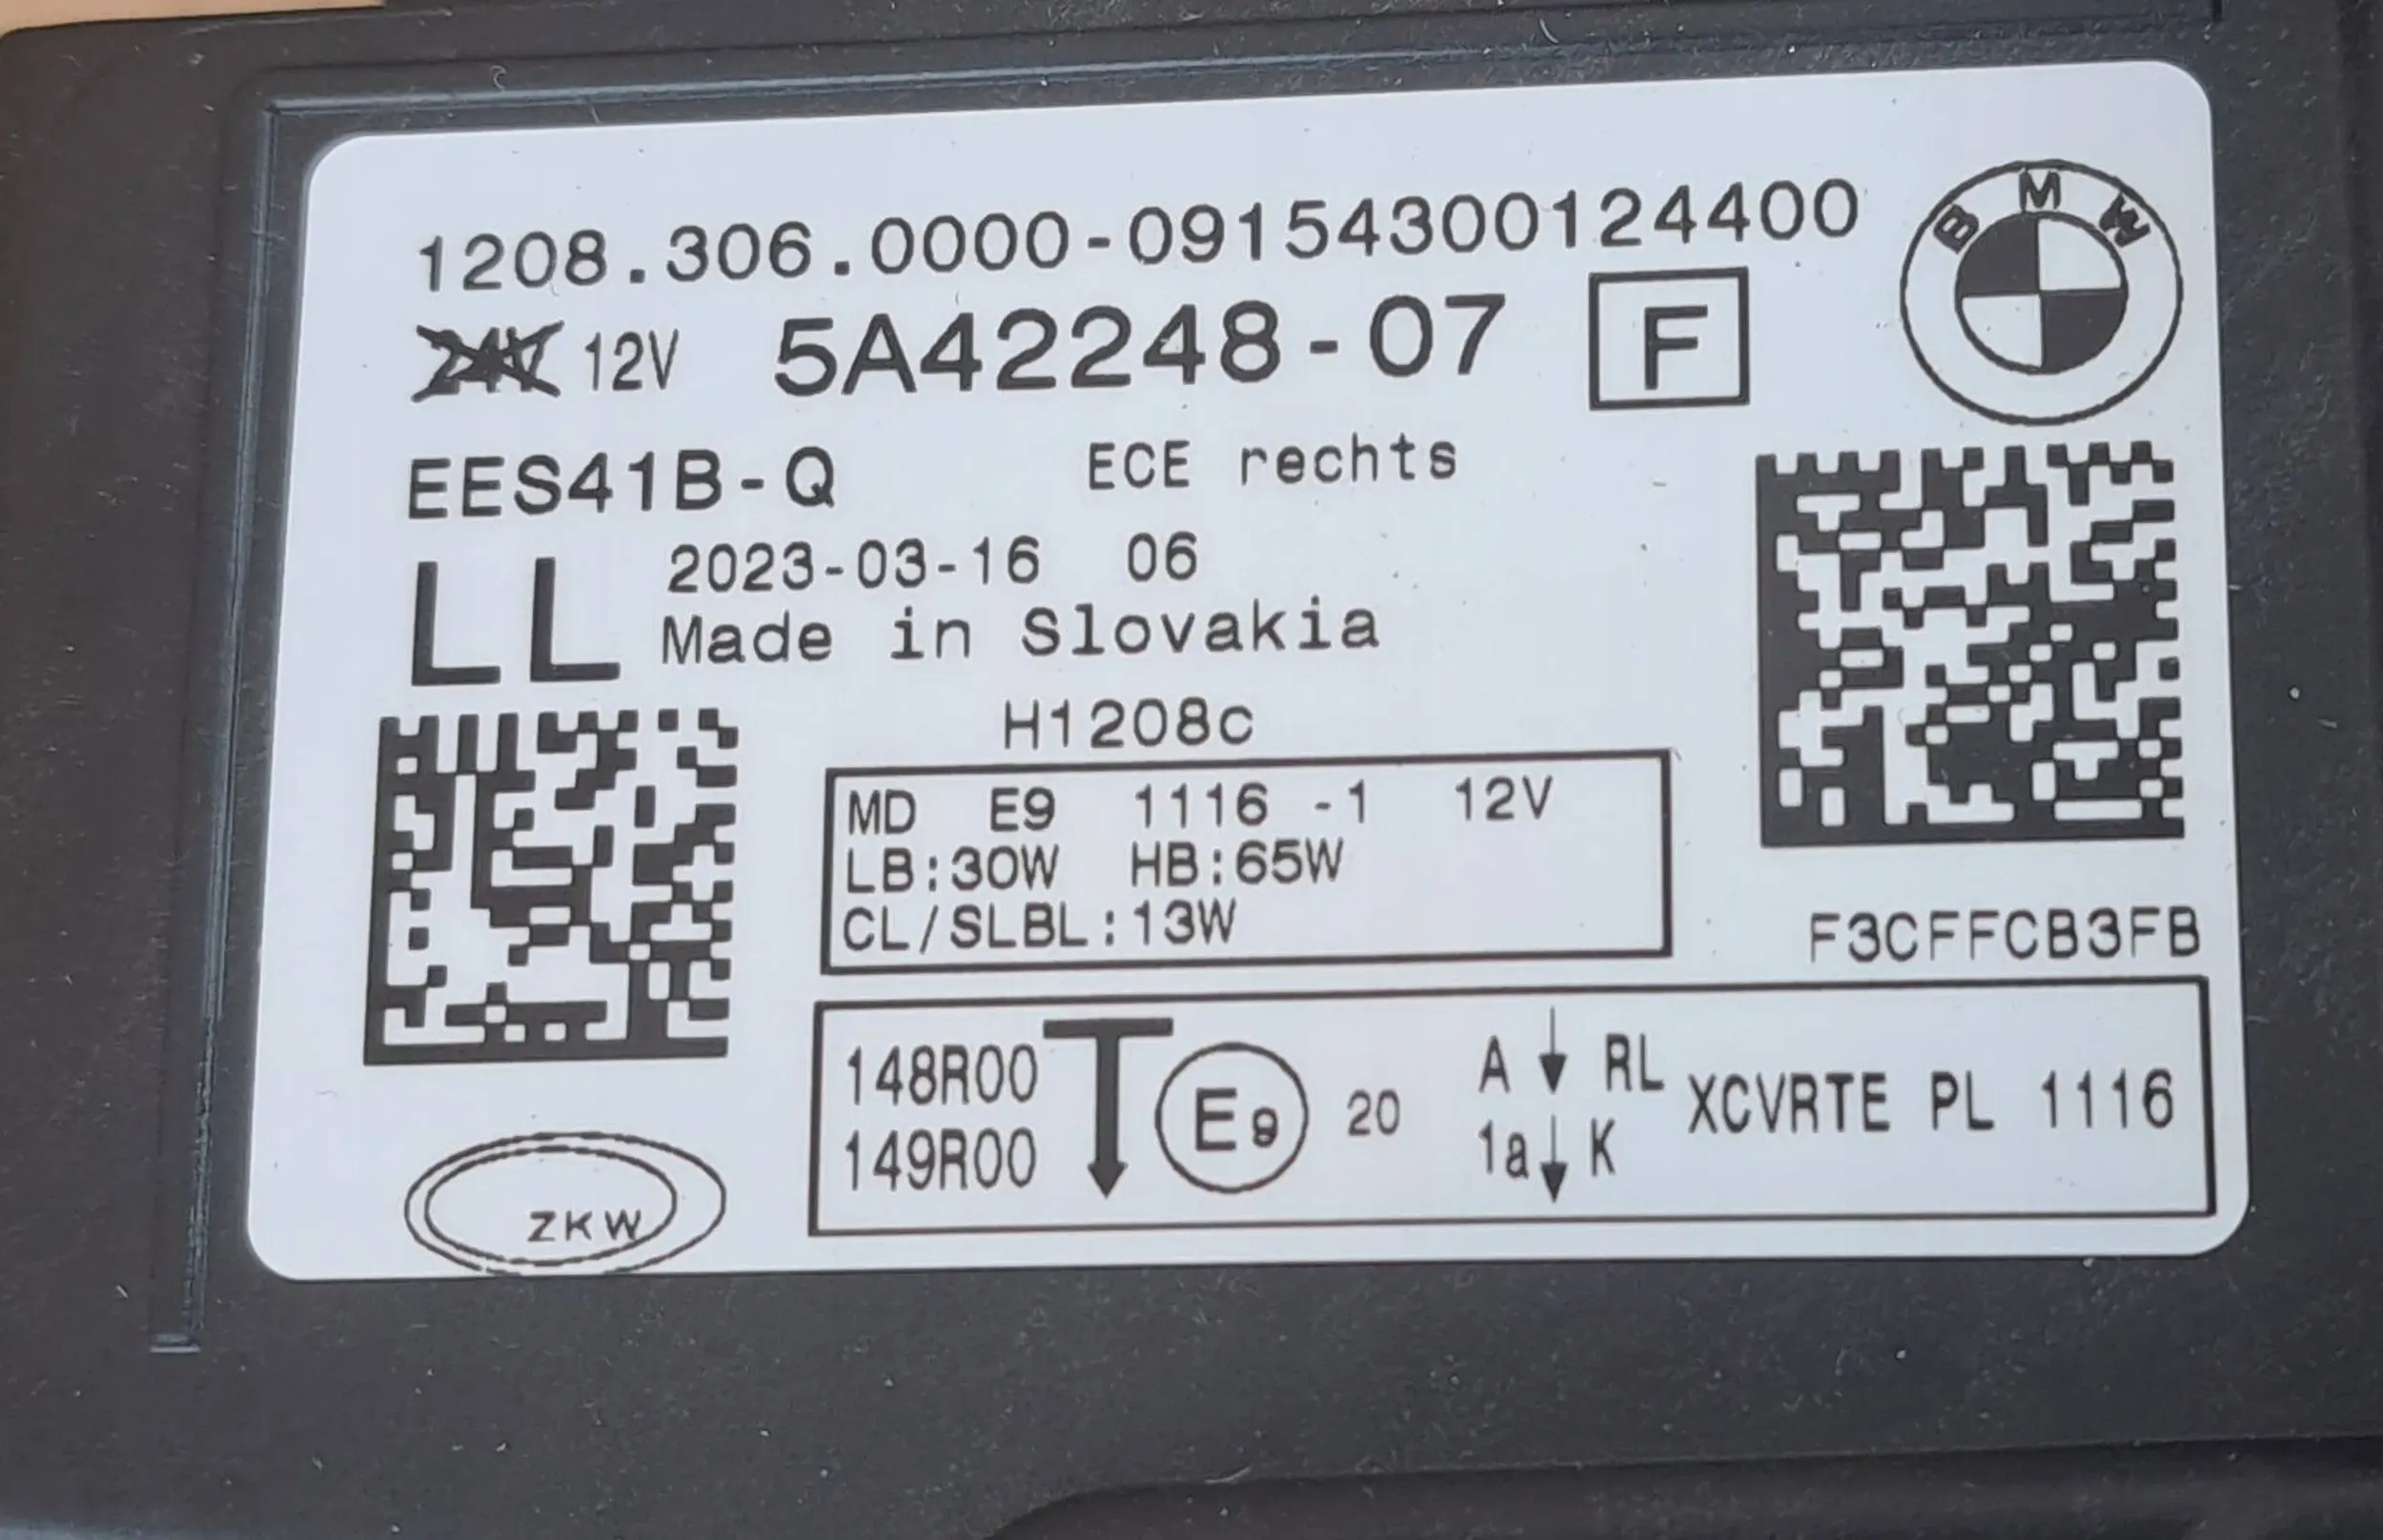 1208.306.0000-09154300124400
BMW
24V 12V 5A42248-07 F
EES41B-Q ECE rechts
LL 2023-03-16 06
Made in Slovakia
H1208c
MD E9 1116 -1 12V
LB:30W HB:65W
CL/SLBL:13W
F3CFFCB3FB
148R00 T E9 20 A RL XCVRTE PL 1116
149R00 1a K
ZKW